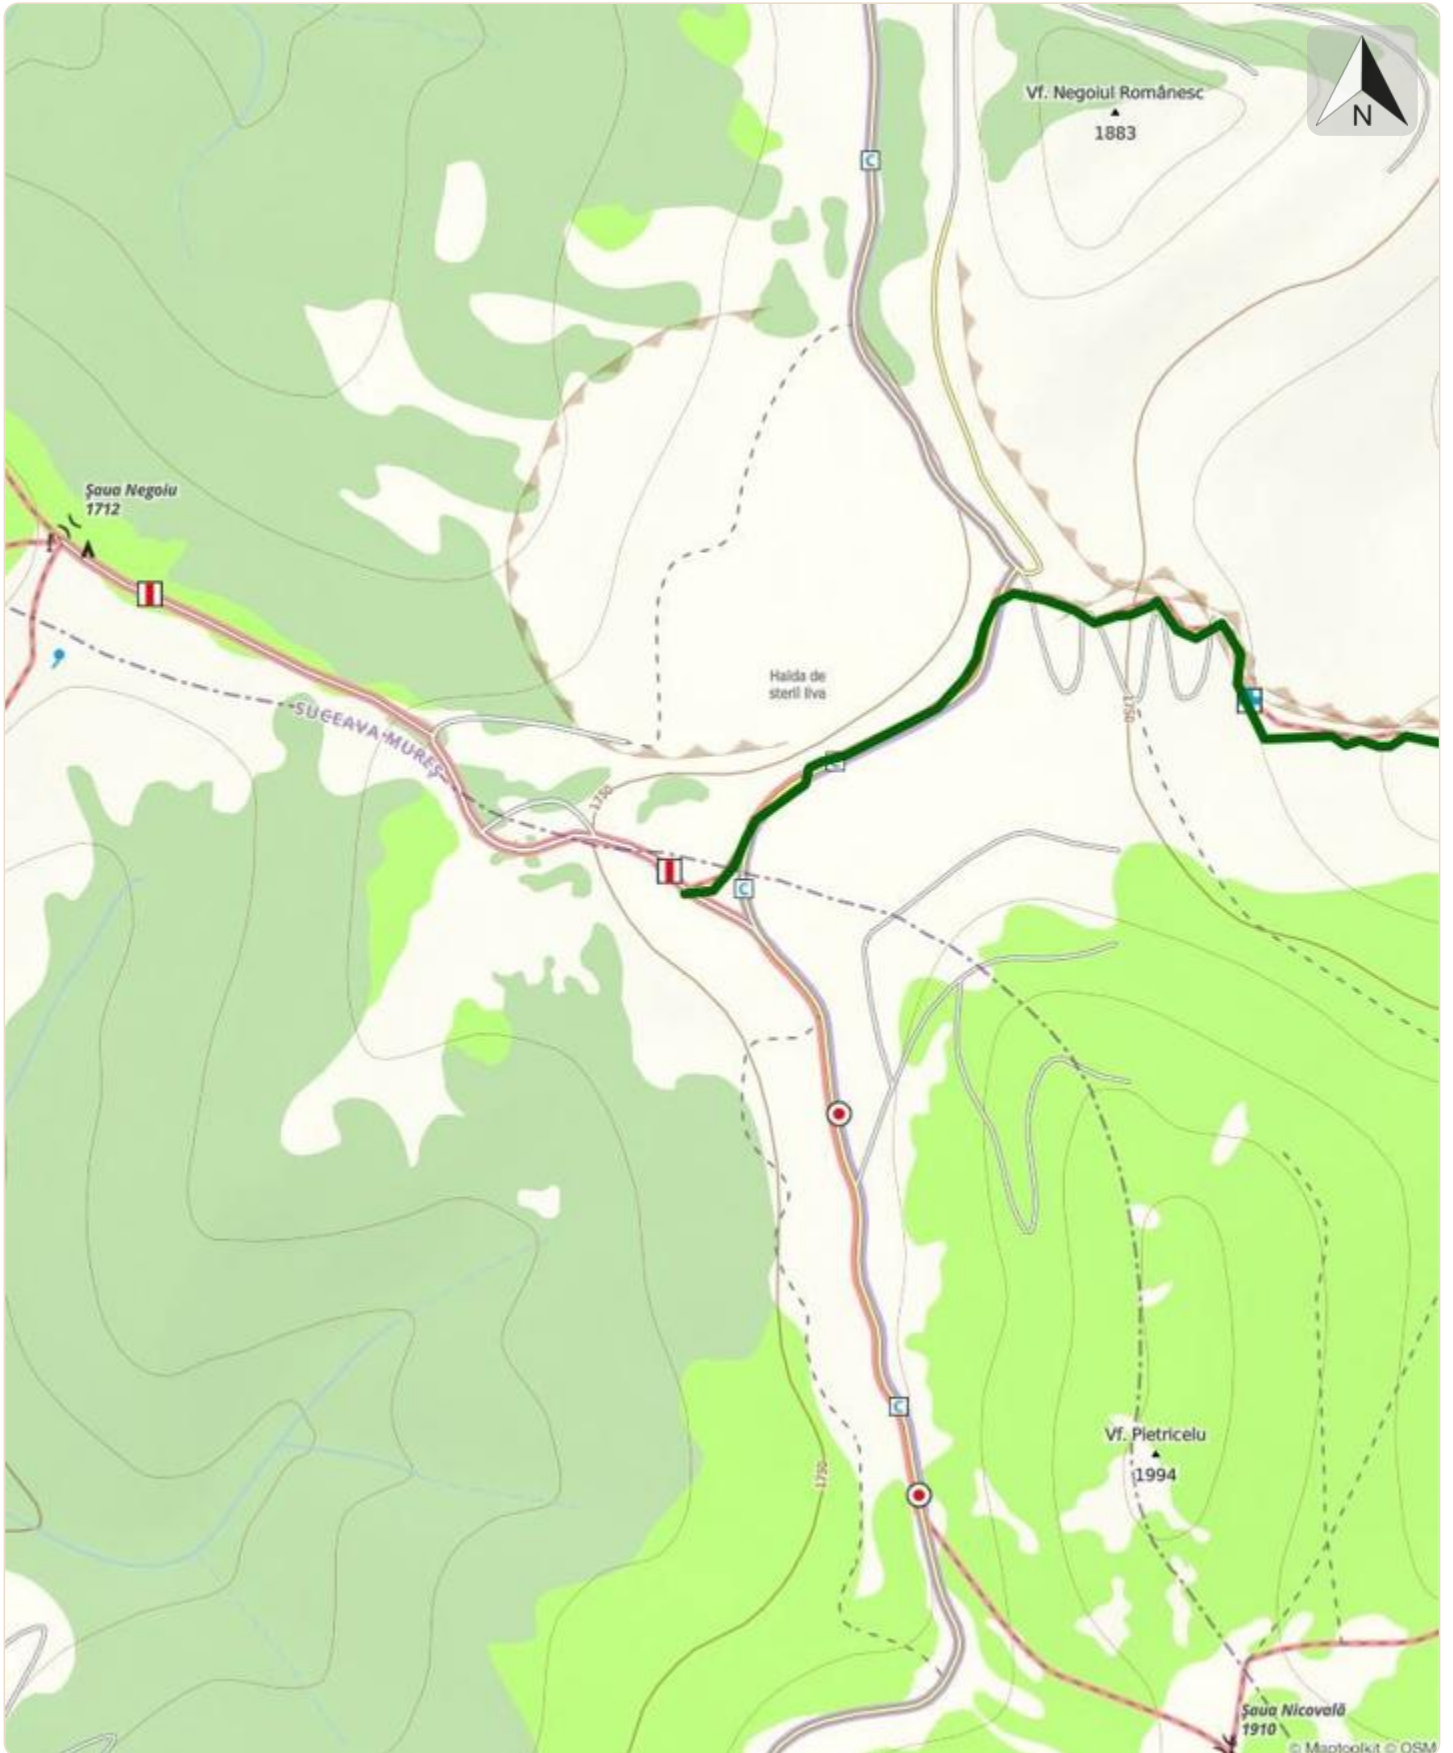 Vf. Negoiul Românesc
1883
N
C
Șaua Negoiu
1712
Halda de
steril Ilva
1750
SUCEAVA
MUREȘ
C
1750
C
C
Vf. Pietricelu
1994
1750
Șaua Nicovală
1910
© Maptoolkit © OSM